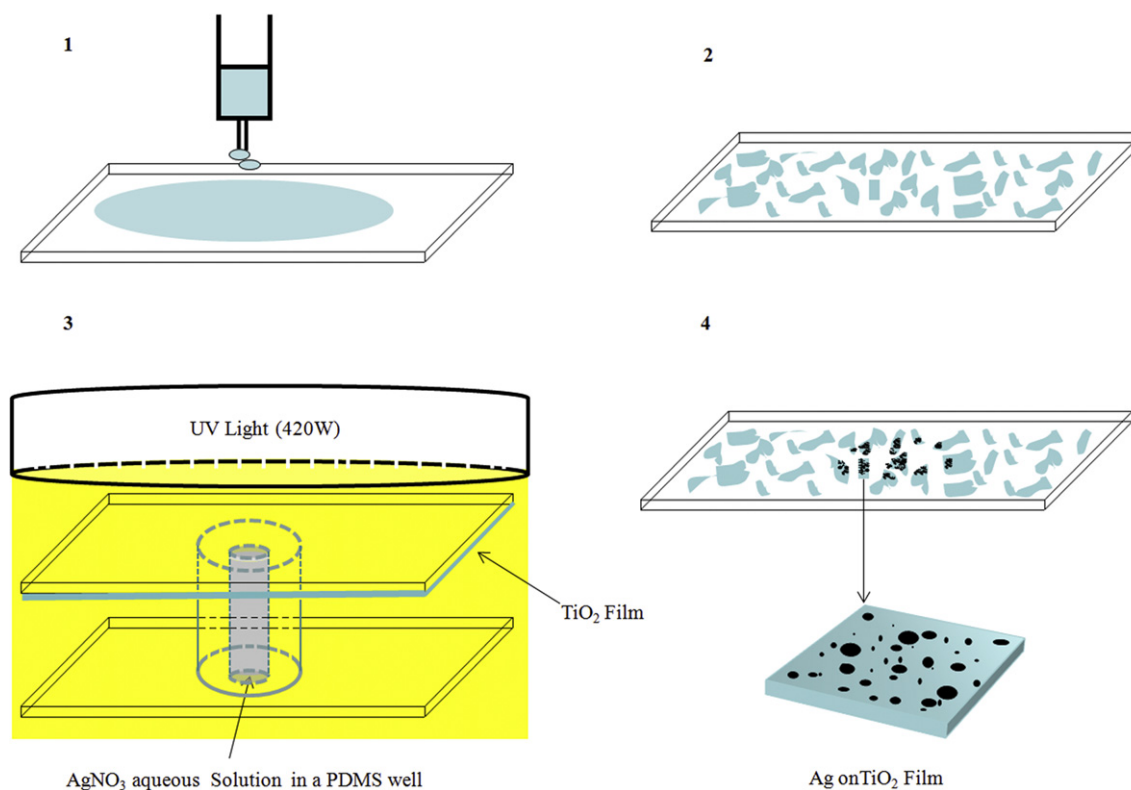 1
2
3
4
UV Light (420W)
TiO₂ Film
AgNO₃ aqueous Solution in a PDMS well
Ag onTiO₂ Film